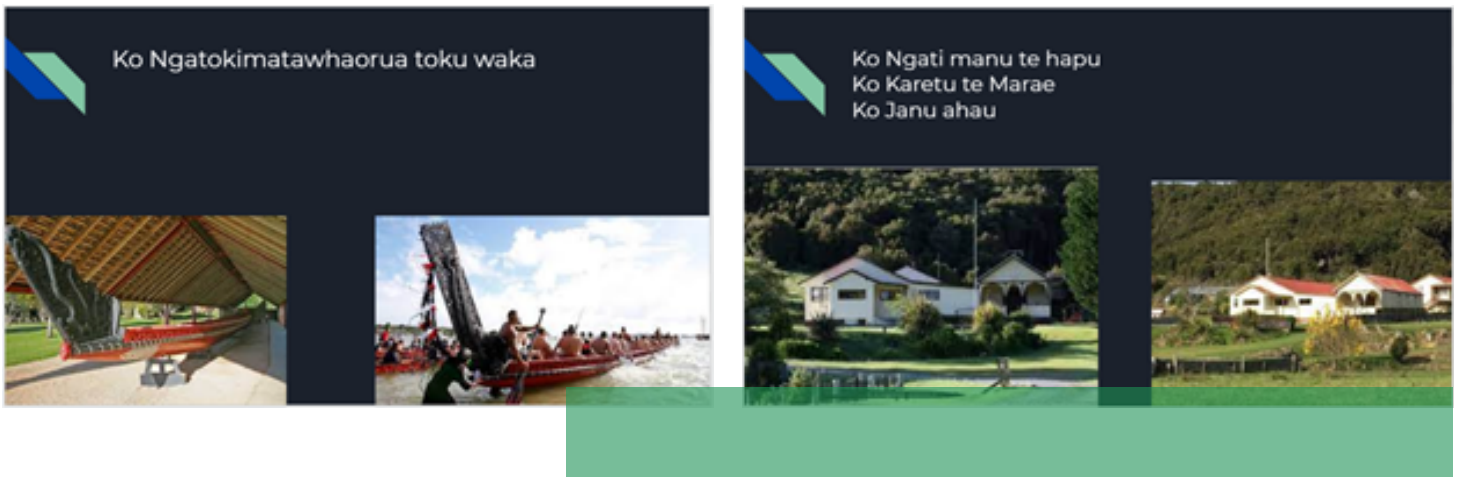 Ko Ngatokimatawhaorua toku waka
Ko Ngati manu te hapu
Ko Karetu te Marae
Ko Janu ahau